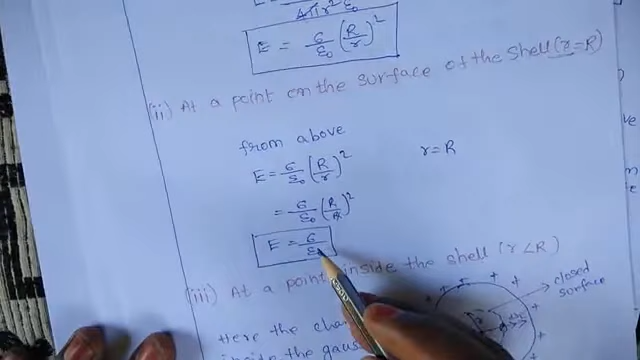 4πr²ε₀
E = σ/ε₀ (R/r)²
(ii) At a point on the surface of the shell (r=R)
from above
E = σ/ε₀ (R/r)²
r=R
= σ/ε₀ (R/R)²
E = σ/ε₀
(iii) At a point inside the shell (r<R)
closed
surface
Here the
inside the